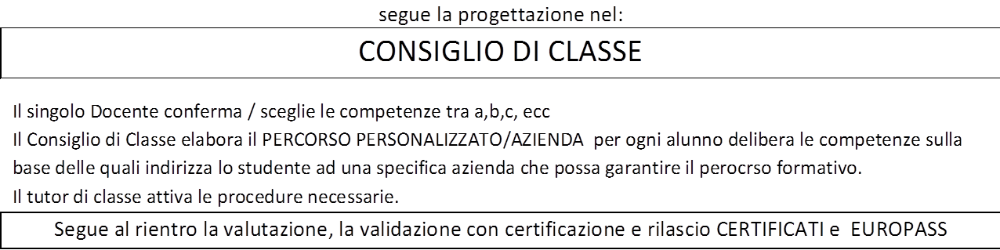 segue la progettazione nel:
CONSIGLIO DI CLASSE
Il singolo Docente conferma / sceglie le competenze tra a,b,c, ecc
Il Consiglio di Classe elabora il PERCORSO PERSONALIZZATO/AZIENDA  per ogni alunno delibera le competenze sulla
base delle quali indirizza lo studente ad una specifica azienda che possa garantire il perocrso formativo.
Il tutor di classe attiva le procedure necessarie.
Segue al rientro la valutazione, la validazione con certificazione e rilascio CERTIFICATI e  EUROPASS